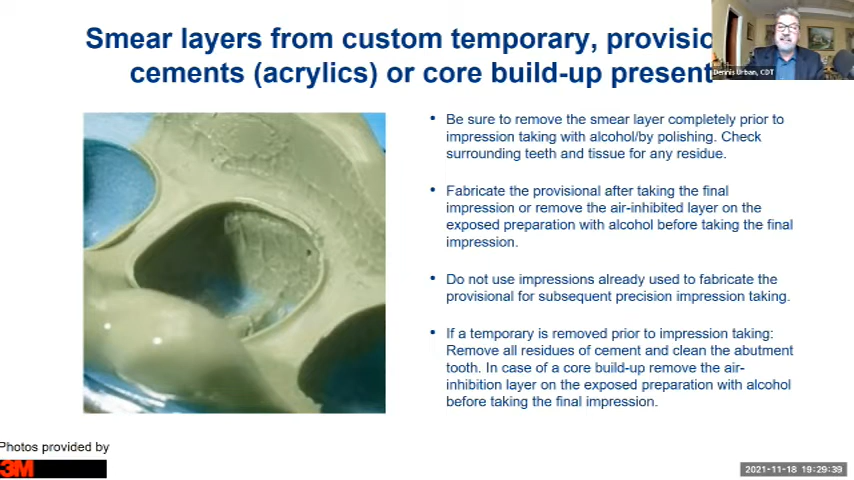 Smear layers from custom temporary,
cements (acrylics) or core build-up present
Dennis Urban, CDT
• Be sure to remove the smear layer completely prior to
impression taking with alcohol/by polishing. Check
surrounding teeth and tissue for any residue.
• Fabricate the provisional after taking the final
impression or remove the air-inhibited layer on the
exposed preparation with alcohol before taking the final
impression.
• Do not use impressions already used to fabricate the
provisional for subsequent precision impression taking.
• If a temporary is removed prior to impression taking:
Remove all residues of cement and clean the abutment
tooth. In case of a core build-up remove the air-
inhibition layer on the exposed preparation with alcohol
before taking the final impression.
Photos provided by
3M
2021-11-18 19:29:39